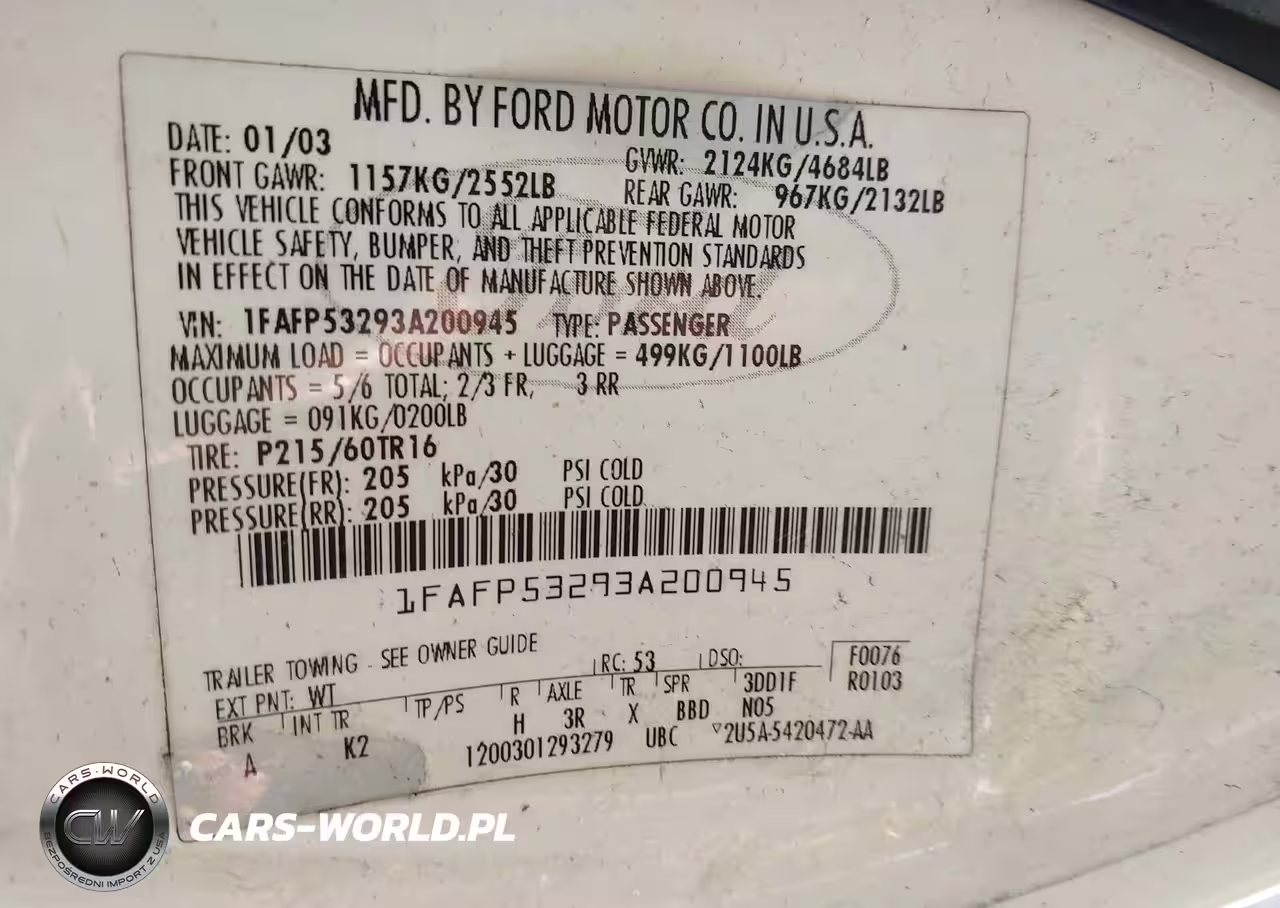 MFD. BY FORD MOTOR CO. IN U.S.A.
DATE: 01/03
GVWR: 2124KG/4684LB
FRONT GAWR: 1157KG/2552LB
REAR GAWR: 967KG/2132LB
THIS VEHICLE CONFORMS TO ALL APPLICABLE FEDERAL MOTOR
VEHICLE SAFETY, BUMPER, AND THEFT PREVENTION STANDARDS
IN EFFECT ON THE DATE OF MANUFACTURE SHOWN ABOVE.
VIN: 1FAFP53293A200945 TYPE: PASSENGER
MAXIMUM LOAD = OCCUPANTS + LUGGAGE = 499KG/1100LB
OCCUPANTS = 5/6 TOTAL; 2/3 FR, 3 RR
LUGGAGE = 091KG/0200LB
TIRE: P215/60TR16
PRESSURE(FR): 205 kPa/30 PSI COLD
PRESSURE(RR): 205 kPa/30 PSI COLD
1FAFP53293A200945
TRAILER TOWING - SEE OWNER GUIDE
EXT PNT: WT RC: 53 DSO: F0076
BRK INT TR TP/PS R AXLE TR SPR 3DD1F R0103
A K2 H 3R X BBD N05
1200301293279 UBC ▽2U5A-5420472-AA
CARS-WORLD
CW
BEZPOŚREDNI IMPORT Z USA
CARS-WORLD.PL